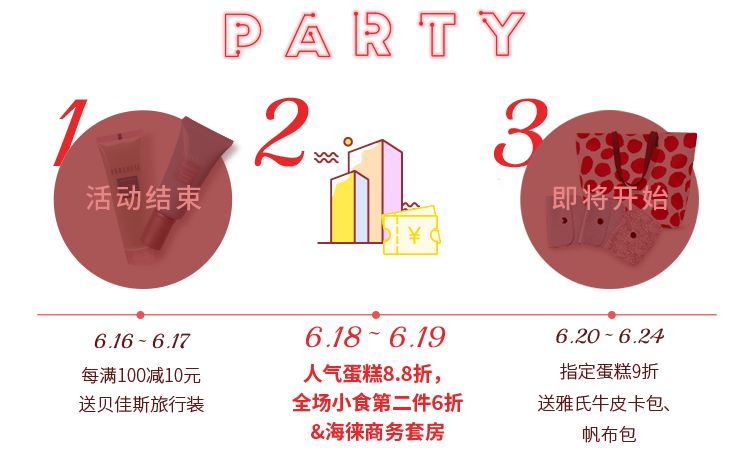 PARTY
1
2
3
活动结束
¥
即将开始
6.16 ~ 6.17
6.18 ~ 6.19
6.20 ~ 6.24
每满100减10元
送贝佳斯旅行装
人气蛋糕8.8折，
全场小食第二件6折
&海徕商务套房
指定蛋糕9折
送雅氏牛皮卡包、
帆布包